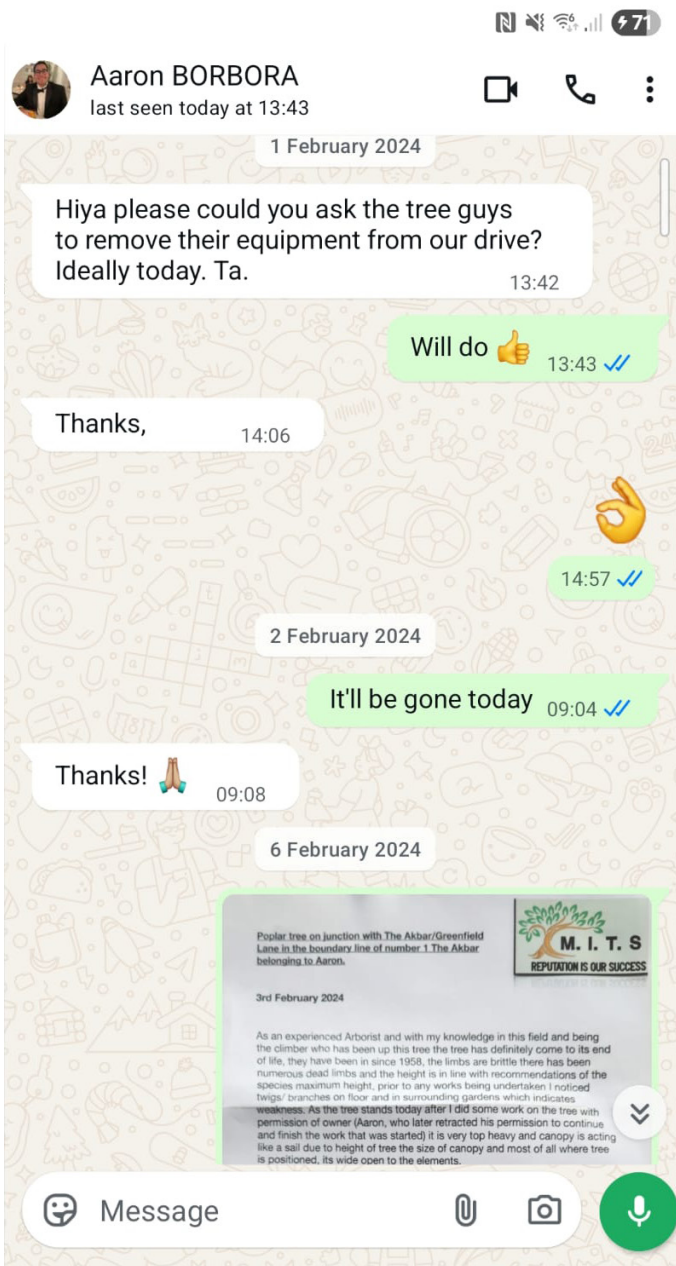 71
Aaron BORBORA
last seen today at 13:43
1 February 2024
Hiya please could you ask the tree guys
to remove their equipment from our drive?
Ideally today. Ta.
13:42
Will do 👍
13:43
Thanks,
14:06
👌
14:57
2 February 2024
It'll be gone today
09:04
Thanks! 🙏🏼
09:08
6 February 2024
Poplar tree on junction with The Akbar/Greenfield
Lane in the boundary line of number 1 The Akbar
belonging to Aaron.
M. I. T. S
REPUTATION IS OUR SUCCESS
3rd February 2024
As an experienced Arborist and with my knowledge in this field and being
the climber who has been up this tree the tree has definitely come to its end
of life, they have been in since 1958, the limbs are brittle there has been
numerous dead limbs and the height is in line with recommendations of the
species maximum height, prior to any works being undertaken I noticed
twigs/ branches on floor and in surrounding gardens which indicates
weakness. As the tree stands today after I did some work on the tree with
permission of owner (Aaron, who later retracted his permission to continue
and finish the work that was started) it is very top heavy and canopy is acting
like a sail due to height of tree the size of canopy and most of all where tree
is positioned, its wide open to the elements.
Message